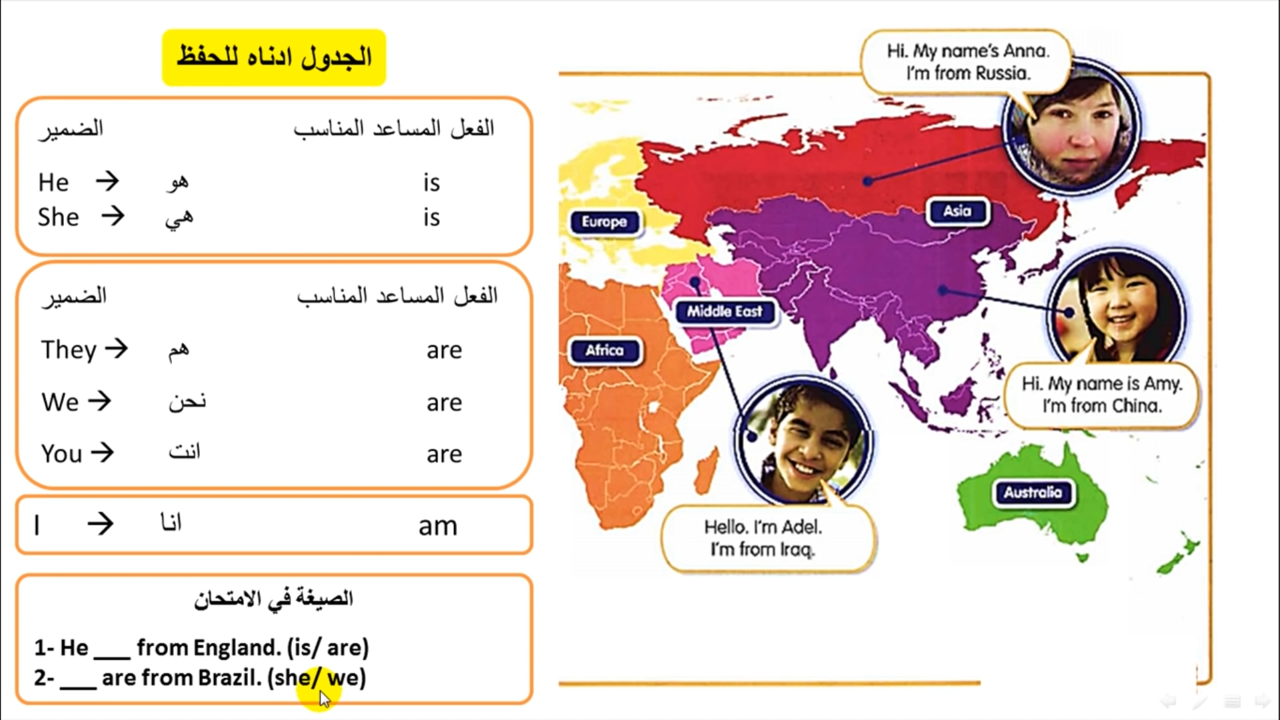 الجدول ادناه للحفظ
الضمير الفعل المساعد المناسب
He → هو is
She → هي is
الضمير الفعل المساعد المناسب
They → هم are
We → نحن are
You → انت are
I → انا am
الصيغة في الامتحان
1- He ___ from England. (is/ are)
2- ___ are from Brazil. (she/ we)
Hi. My name's Anna.
I'm from Russia.
Asia
Europe
Middle East
Africa
Hi. My name is Amy.
I'm from China.
Australia
Hello. I'm Adel.
I'm from Iraq.